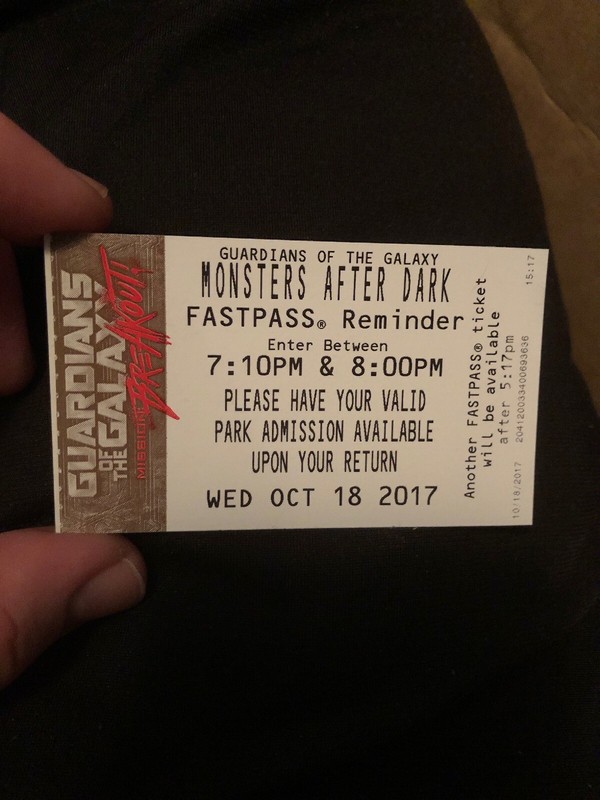 GUARDIANS
OF THE GALAXY
MISSION:
BREAKOUT!
GUARDIANS OF THE GALAXY
MONSTERS AFTER DARK
FASTPASS® Reminder
Enter Between
7:10PM & 8:00PM
PLEASE HAVE YOUR VALID
PARK ADMISSION AVAILABLE
UPON YOUR RETURN
WED OCT 18 2017
Another FASTPASS® ticket
will be available
after 5:17pm
10/18/2017 204120033400693636 15:17